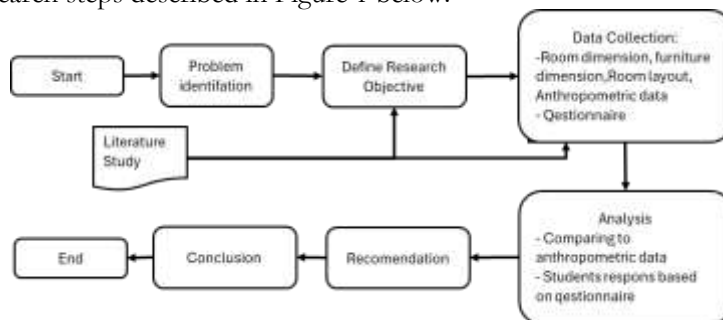 search steps described in Figure 1 below.
Start
Problem
identifation
Define Research
Objective
Data Collection:
-Room dimension, furniture
dimension,Room layout,
Anthropometric data
- Qestionnaire
Literature
Study
Analysis
- Comparing to
anthropometric data
- Students respons based
on qestionnaire
Recomendation
Conclusion
End